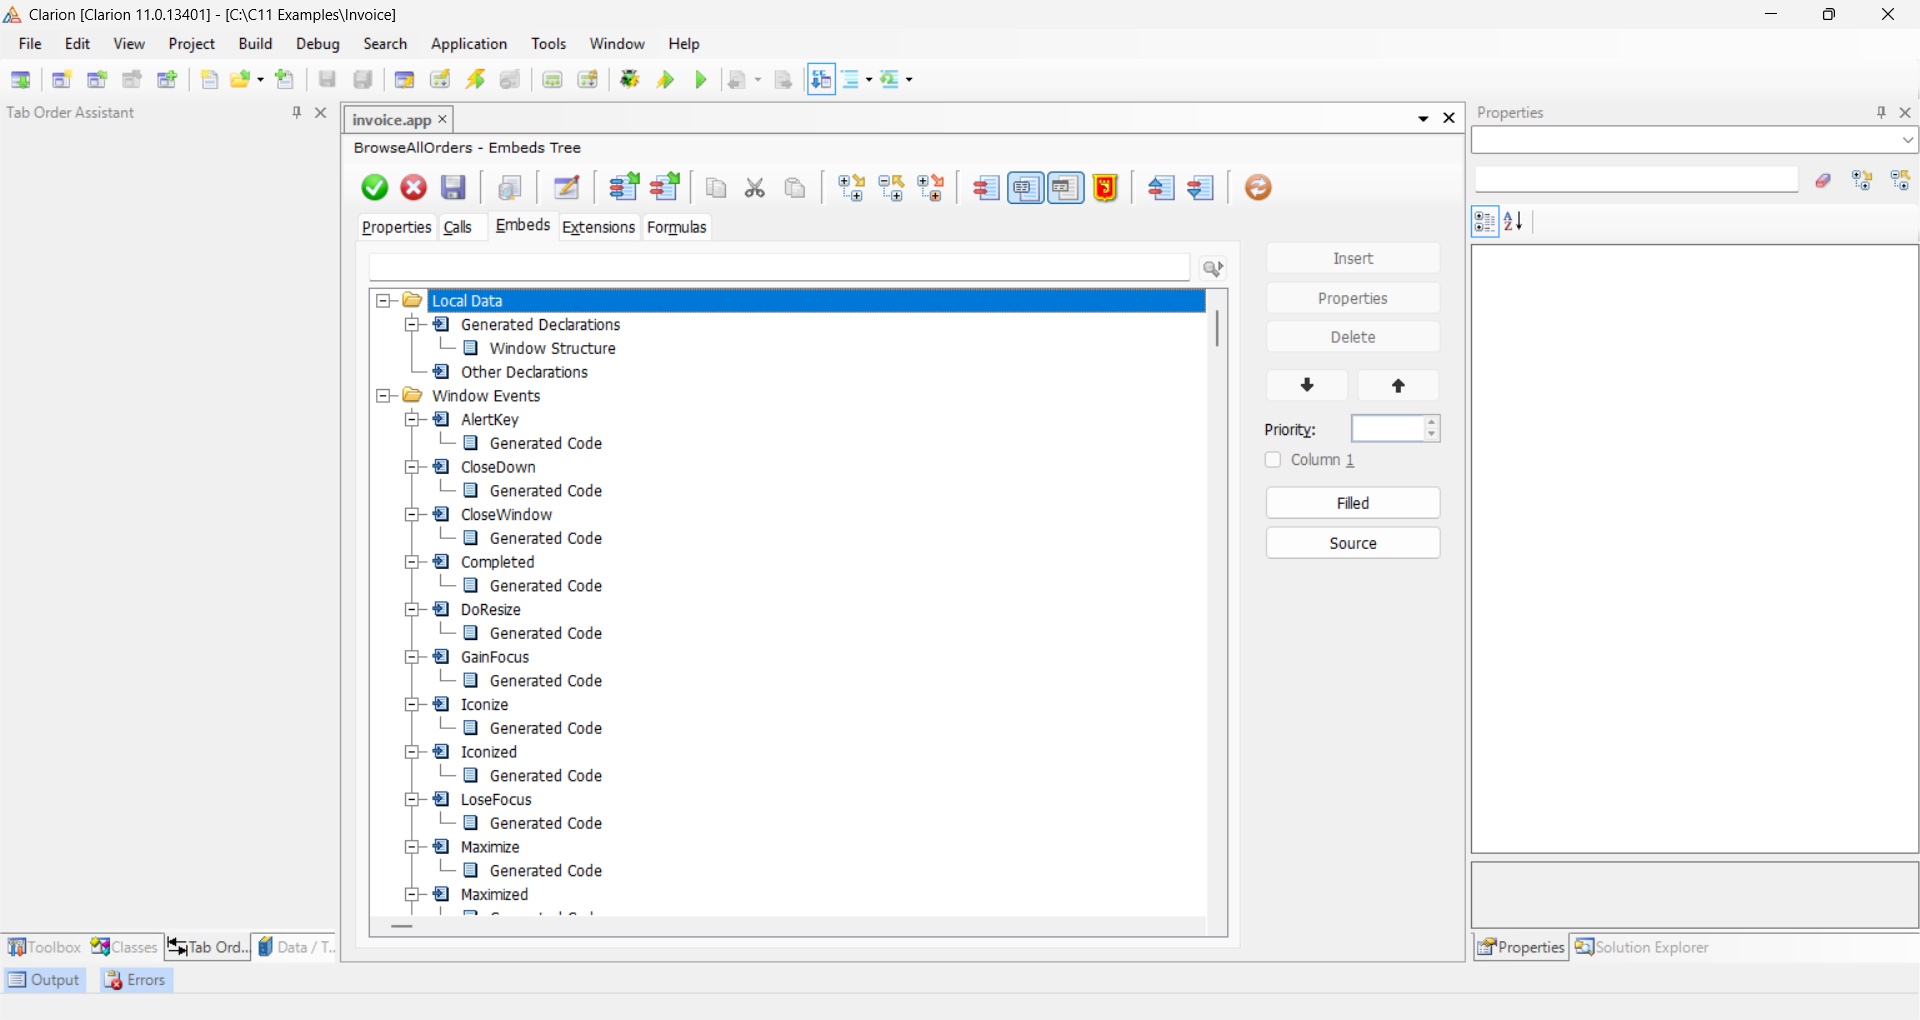 Clarion [Clarion 11.0.13401] - [C:\C11 Examples\Invoice]
File Edit View Project Build Debug Search Application Tools Window Help
Tab Order Assistant
invoice.app
BrowseAllOrders - Embeds Tree
Properties Calls Embeds Extensions Formulas
Local Data
Generated Declarations
Window Structure
Other Declarations
Window Events
AlertKey
Generated Code
CloseDown
Generated Code
CloseWindow
Generated Code
Completed
Generated Code
DoResize
Generated Code
GainFocus
Generated Code
Iconize
Generated Code
Iconized
Generated Code
LoseFocus
Generated Code
Maximize
Generated Code
Maximized
Insert
Properties
Delete
Priority:
Column 1
Filled
Source
Properties
Toolbox Classes Tab Ord... Data / T...
Properties Solution Explorer
Output Errors